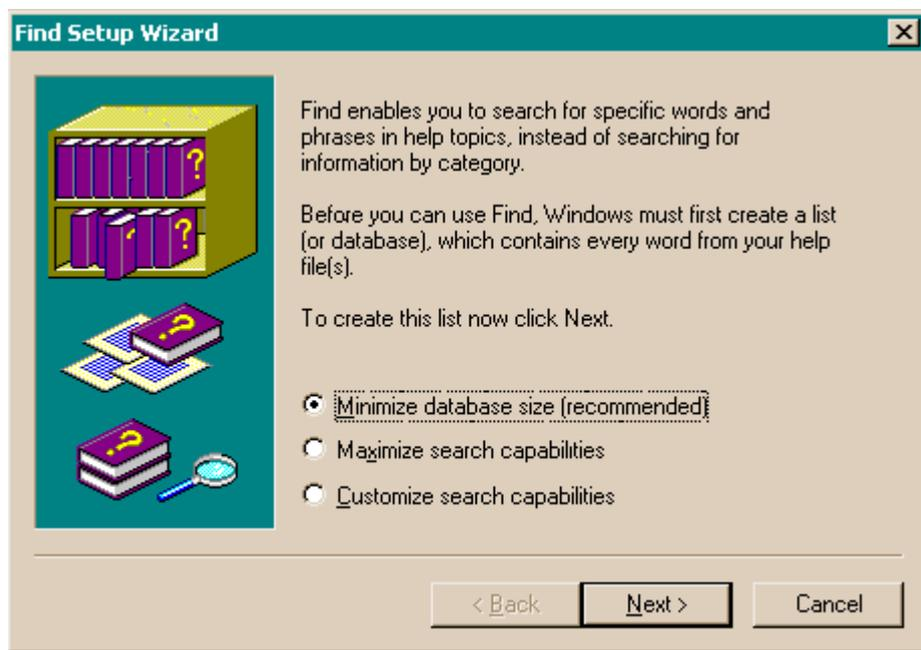 Find Setup Wizard
Find enables you to search for specific words and
phrases in help topics, instead of searching for
information by category.
Before you can use Find, Windows must first create a list
(or database), which contains every word from your help
file(s).
To create this list now click Next.
Minimize database size (recommended)
Maximize search capabilities
Customize search capabilities
< Back
Next >
Cancel